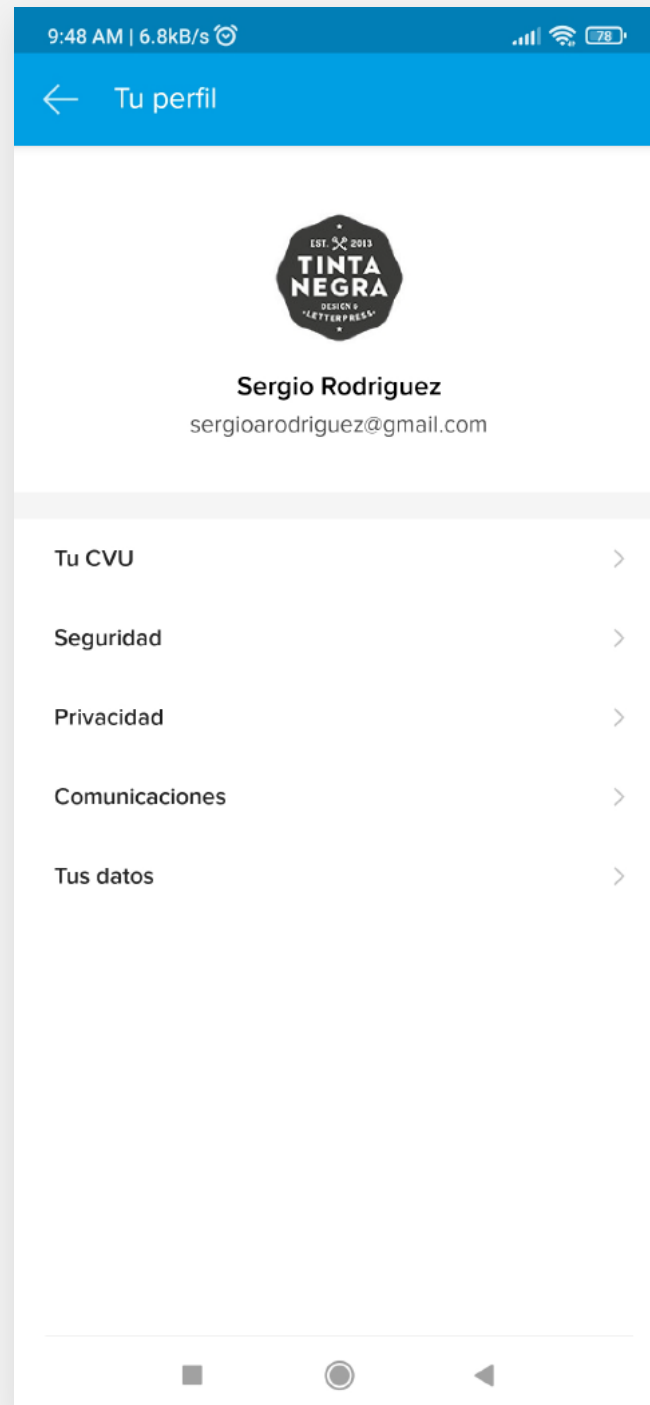 9:48 AM | 6.8kB/s
78
Tu perfil
EST. 2013
TINTA
NEGRA
DESIGN &
LETTERPRESS
Sergio Rodriguez
sergioarodriguez@gmail.com
Tu CVU
Seguridad
Privacidad
Comunicaciones
Tus datos